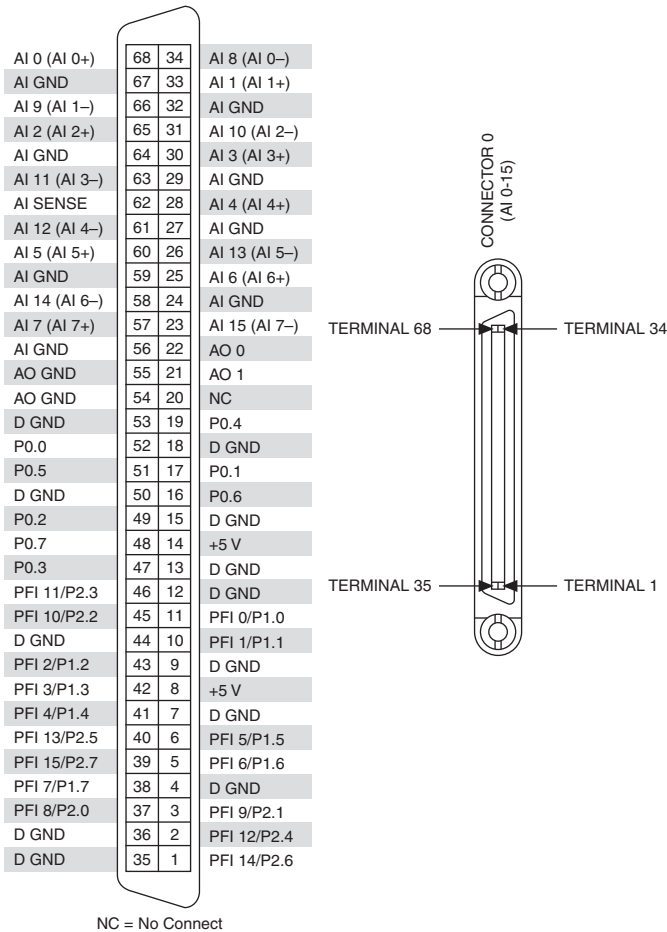 AI 0 (AI 0+) 68 34 AI 8 (AI 0–)
AI GND 67 33 AI 1 (AI 1+)
AI 9 (AI 1–) 66 32 AI GND
AI 2 (AI 2+) 65 31 AI 10 (AI 2–)
AI GND 64 30 AI 3 (AI 3+)
AI 11 (AI 3–) 63 29 AI GND
AI SENSE 62 28 AI 4 (AI 4+)
AI 12 (AI 4–) 61 27 AI GND
AI 5 (AI 5+) 60 26 AI 13 (AI 5–)
AI GND 59 25 AI 6 (AI 6+)
AI 14 (AI 6–) 58 24 AI GND
AI 7 (AI 7+) 57 23 AI 15 (AI 7–)
AI GND 56 22 AO 0
AO GND 55 21 AO 1
AO GND 54 20 NC
D GND 53 19 P0.4
P0.0 52 18 D GND
P0.5 51 17 P0.1
D GND 50 16 P0.6
P0.2 49 15 D GND
P0.7 48 14 +5 V
P0.3 47 13 D GND
PFI 11/P2.3 46 12 D GND
PFI 10/P2.2 45 11 PFI 0/P1.0
D GND 44 10 PFI 1/P1.1
PFI 2/P1.2 43 9 D GND
PFI 3/P1.3 42 8 +5 V
PFI 4/P1.4 41 7 D GND
PFI 13/P2.5 40 6 PFI 5/P1.5
PFI 15/P2.7 39 5 PFI 6/P1.6
PFI 7/P1.7 38 4 D GND
PFI 8/P2.0 37 3 PFI 9/P2.1
D GND 36 2 PFI 12/P2.4
D GND 35 1 PFI 14/P2.6
NC = No Connect
CONNECTOR 0
(AI 0-15)
TERMINAL 68 TERMINAL 34
TERMINAL 35 TERMINAL 1